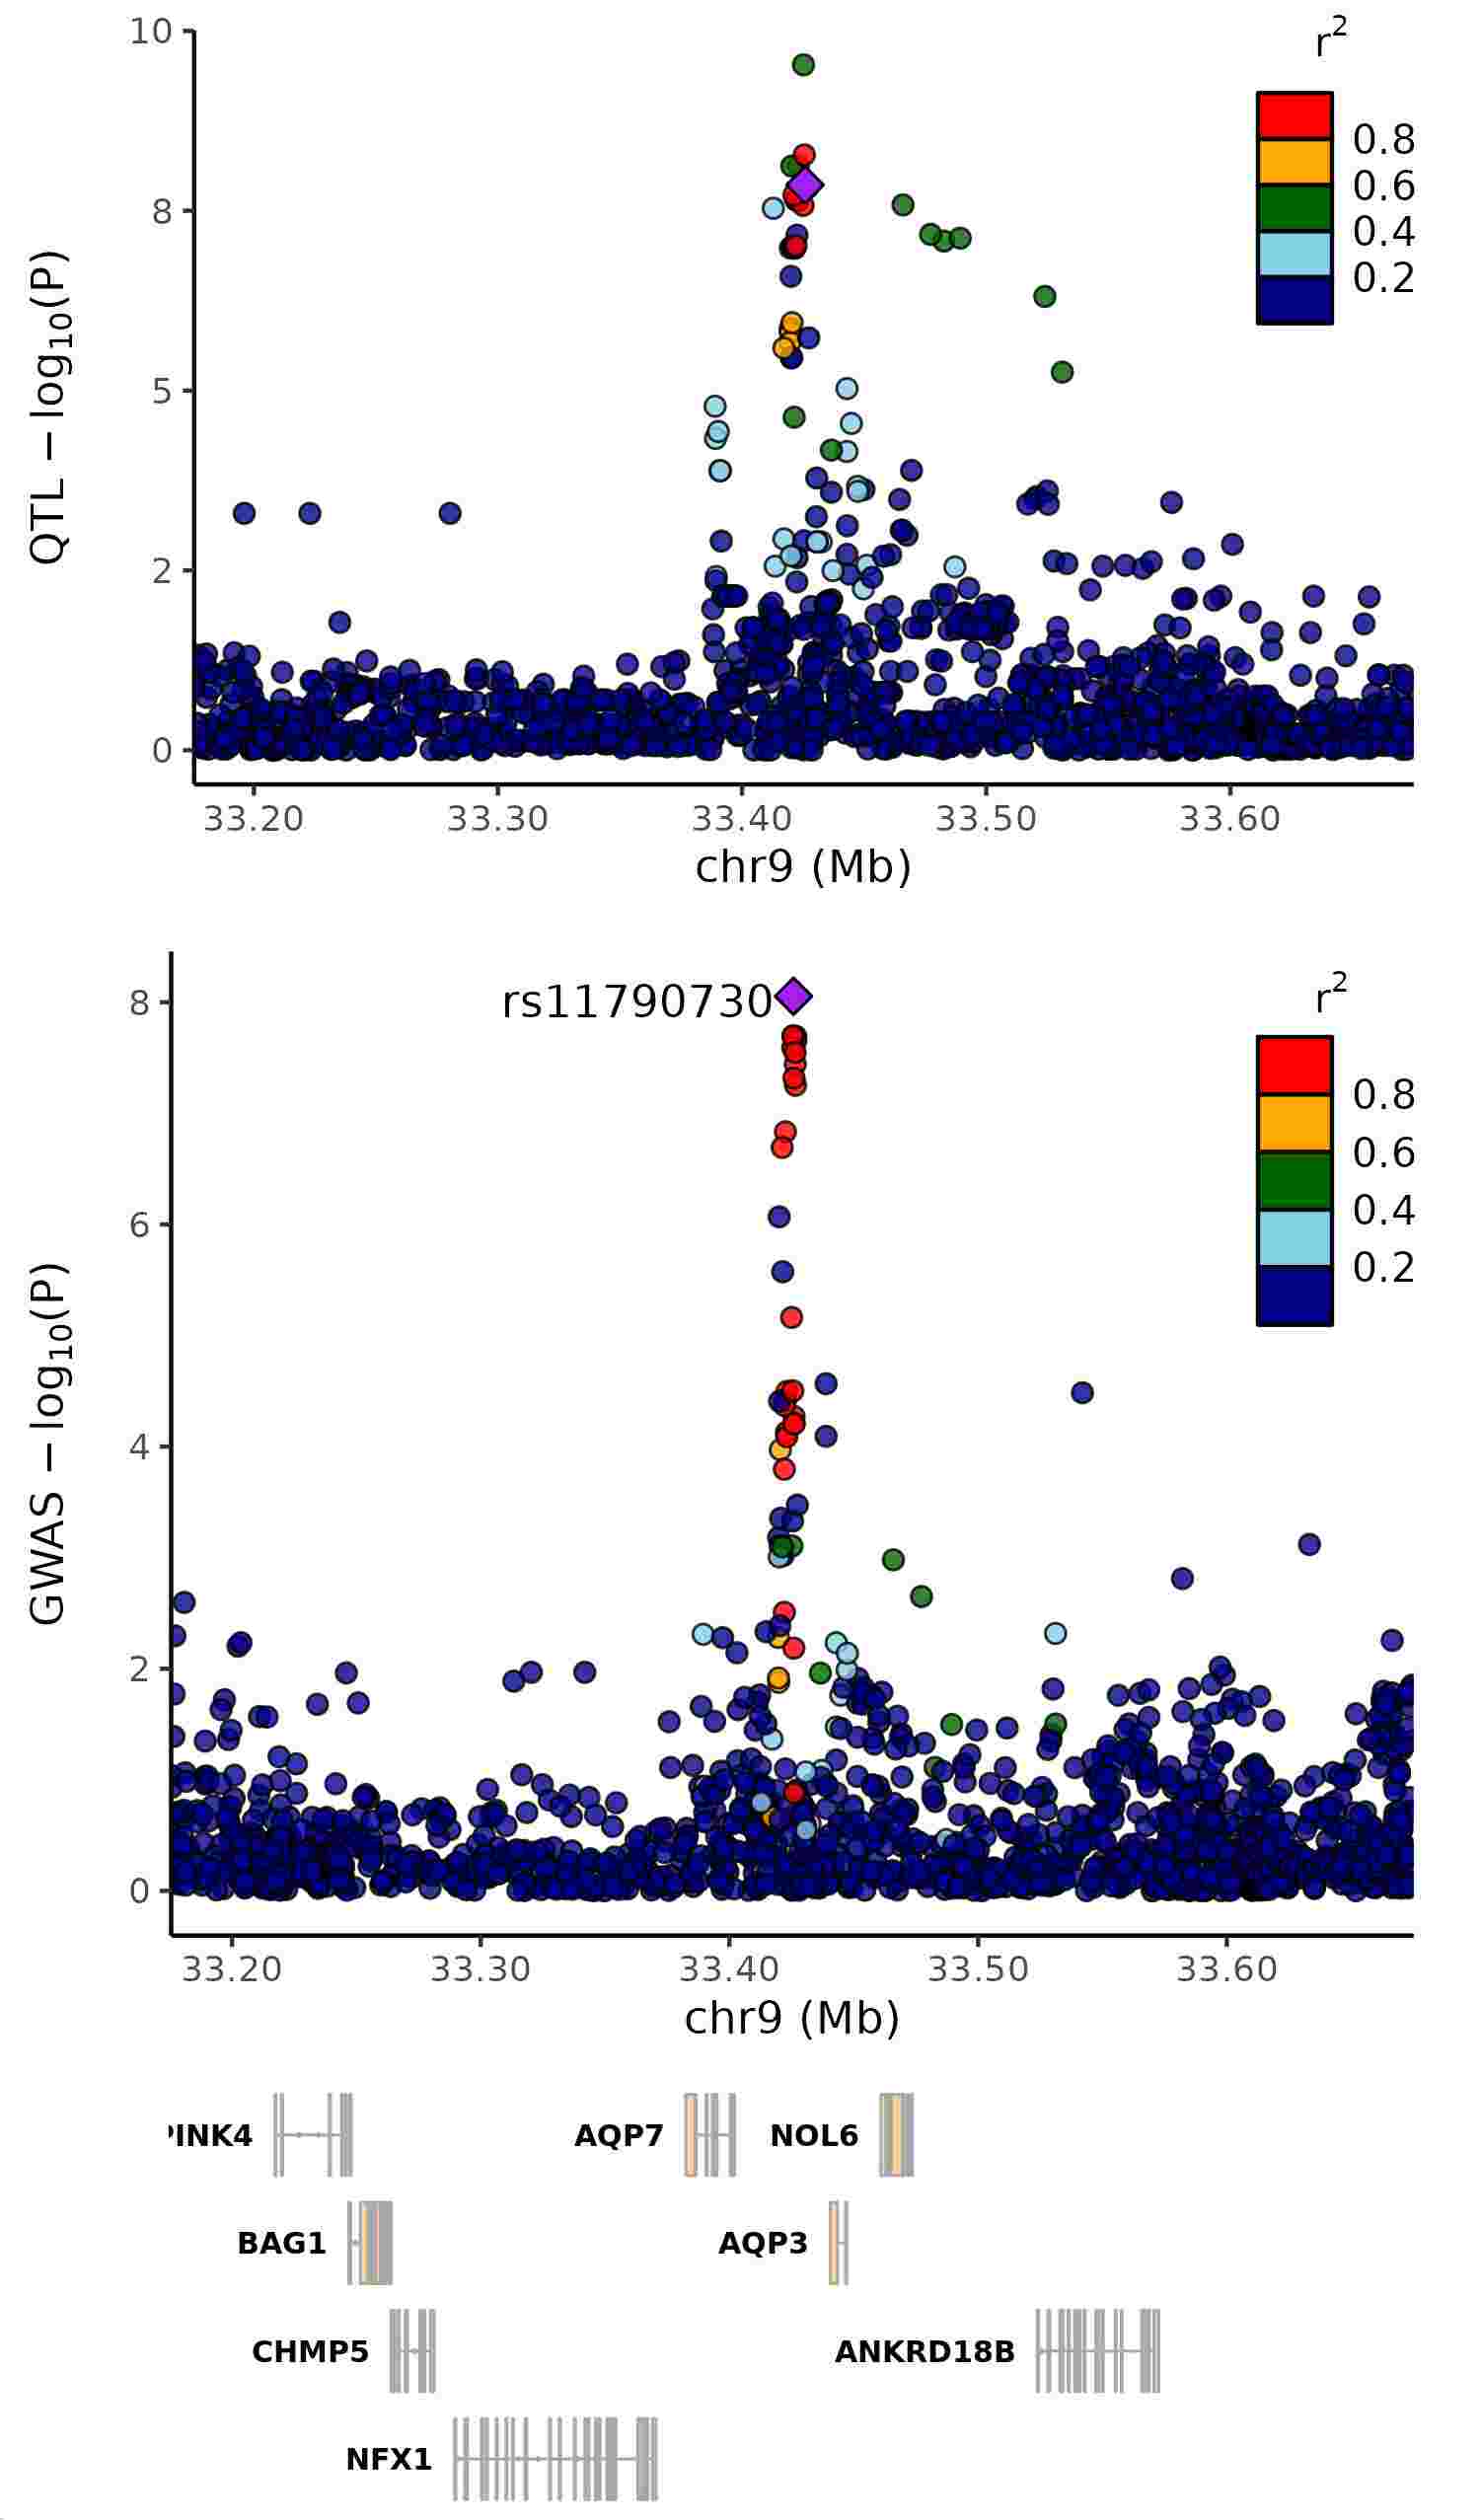 10
8
5
2
0
QTL −log10(P)
r2
0.8
0.6
0.4
0.2
33.20 33.30 33.40 33.50 33.60
chr9 (Mb)
rs11790730
8
6
4
2
0
GWAS −log10(P)
r2
0.8
0.6
0.4
0.2
33.20 33.30 33.40 33.50 33.60
chr9 (Mb)
PINK4 AQP7 NOL6
BAG1 AQP3
CHMP5 ANKRD18B
NFX1